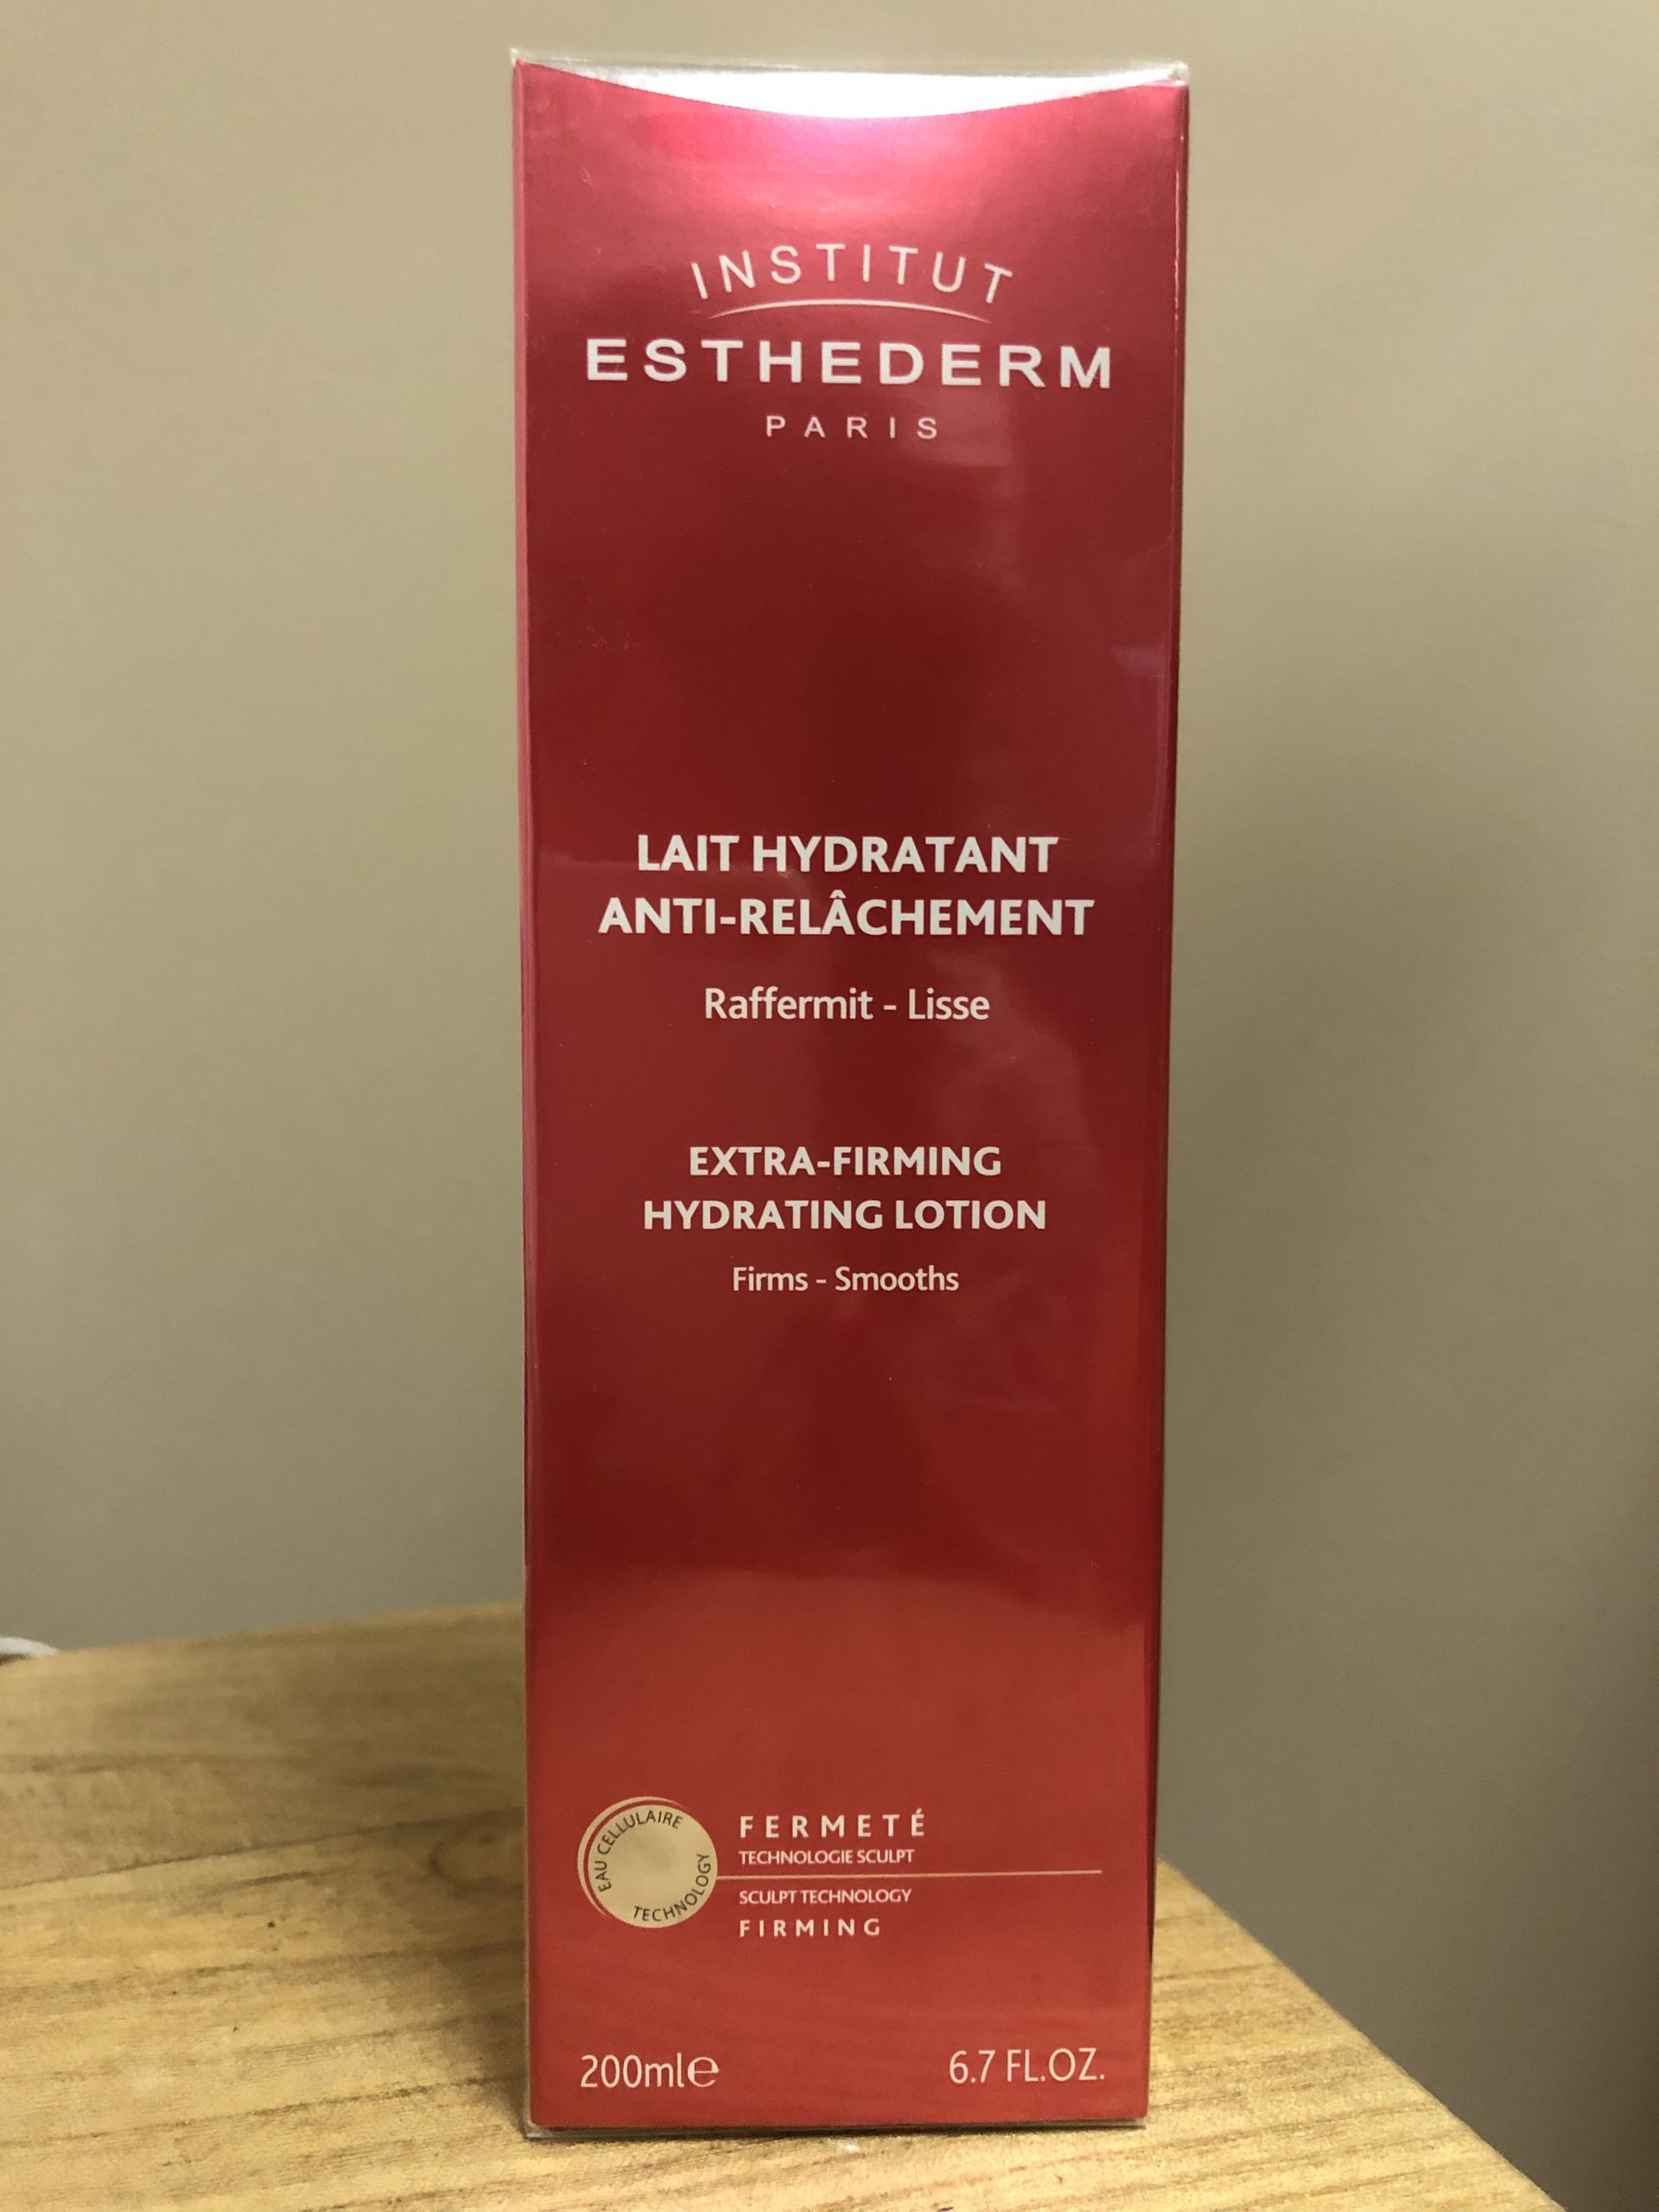 INSTITUT
ESTHEDERM
PARIS
LAIT HYDRATANT
ANTI-RELÂCHEMENT
Raffermit - Lisse
EXTRA-FIRMING
HYDRATING LOTION
Firms - Smooths
EAU CELLULAIRE
TECHNOLOGY
FERMETÉ
TECHNOLOGIE SCULPT
SCULPT TECHNOLOGY
FIRMING
200ml℮
6.7 FL.OZ.